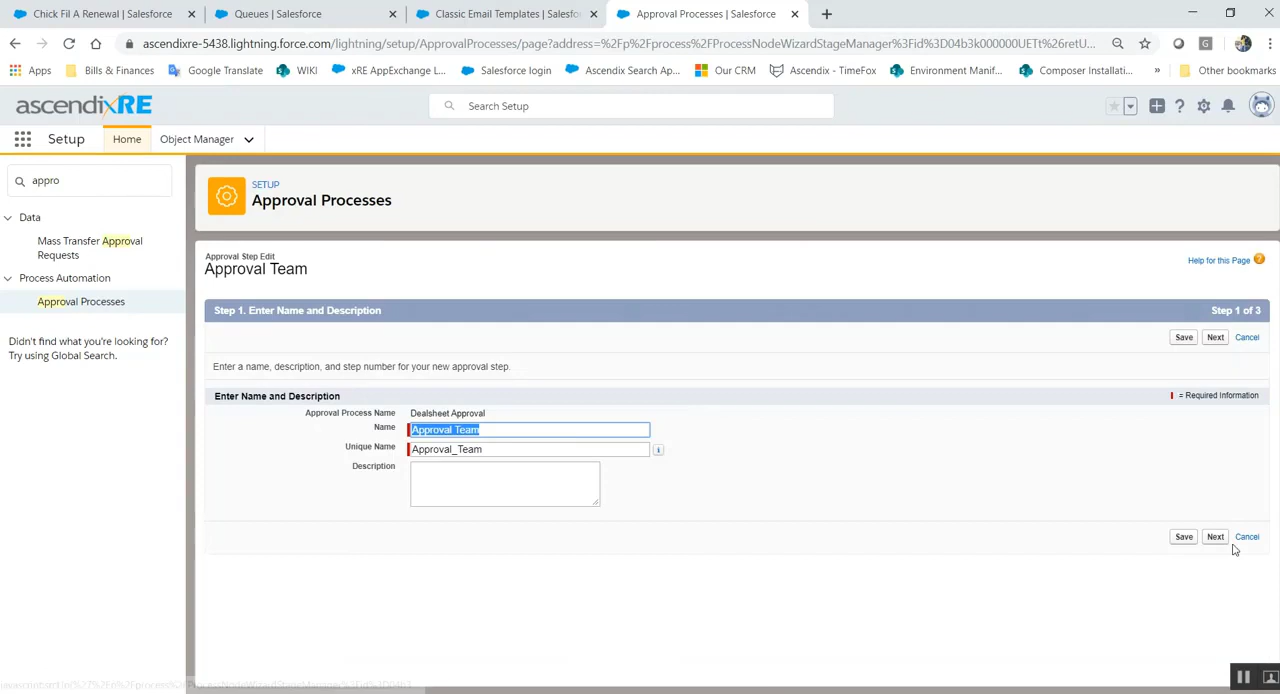 Chick Fil A Renewal | Salesforce
Queues | Salesforce
Classic Email Templates | Salesfor
Approval Processes | Salesforce
ascendixre-5438.lightning.force.com/lightning/setup/ApprovalProcesses/page?address=%2Fp%2Fprocess%2FProcessNodeWizardStageManager%3Fid%3D04b3k000000UETt%26retU...
Apps
Bills & Finances
Google Translate
WIKI
xRE AppExchange L...
Salesforce login
Ascendix Search Ap...
Our CRM
Ascendix - TimeFox
Environment Manif...
Composer Installati...
»
Other bookmarks
ascendixRE
Search Setup
Setup
Home
Object Manager
appro
Data
Mass Transfer Approval
Requests
Process Automation
Approval Processes
Didn't find what you're looking for?
Try using Global Search.
SETUP
Approval Processes
Approval Step Edit
Approval Team
Help for this Page
Step 1. Enter Name and Description
Step 1 of 3
Save Next Cancel
Enter a name, description, and step number for your new approval step.
Enter Name and Description
= Required Information
Approval Process Name Dealsheet Approval
Name Approval Team
Unique Name Approval_Team
Description
Save Next Cancel